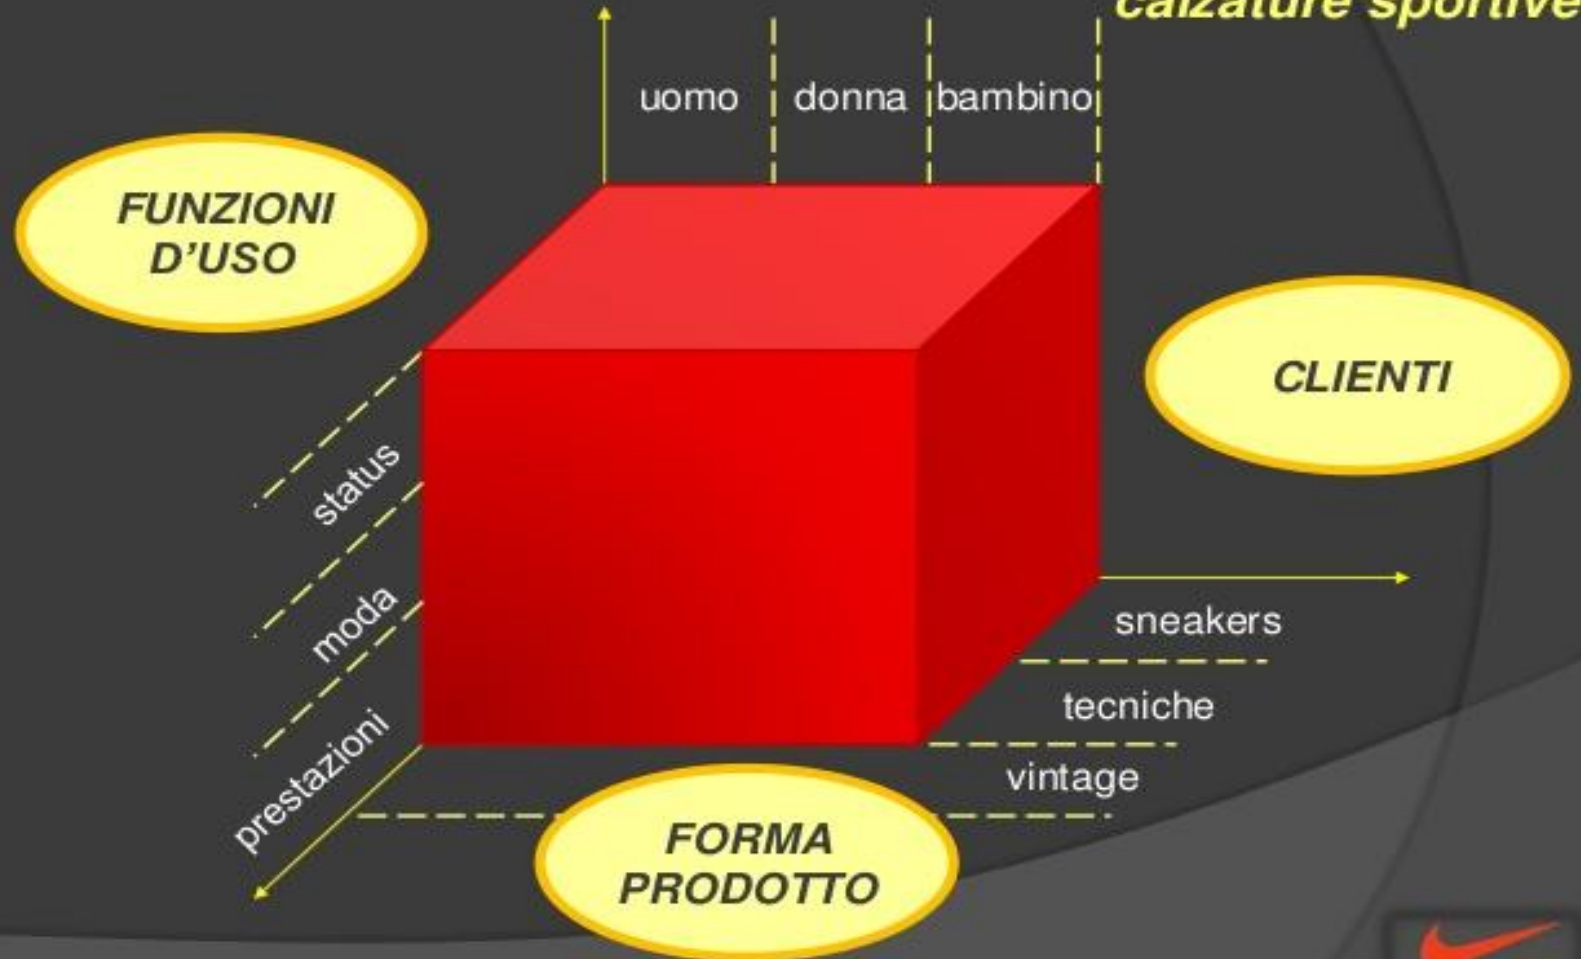 calzature sportive
uomo
donna
bambino
FUNZIONI
D'USO
CLIENTI
status
moda
prestazioni
sneakers
tecniche
vintage
FORMA
PRODOTTO